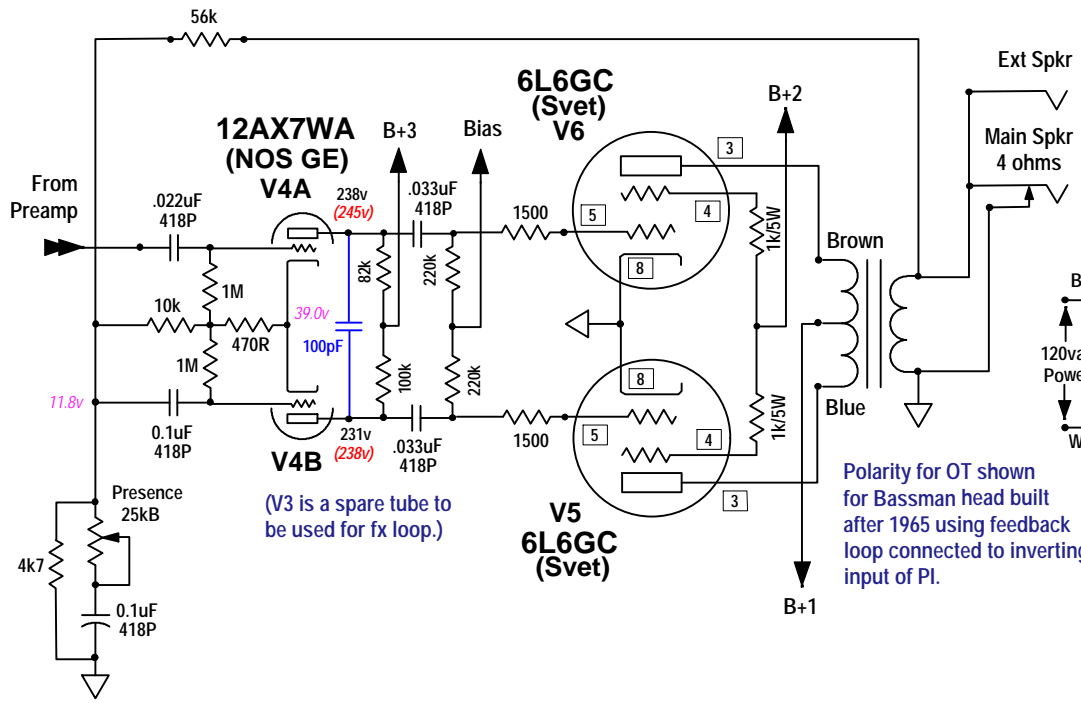 56k
Ext Spkr
6L6GC
(Svet)
V6
B+2
12AX7WA
(NOS GE)
V4A
B+3
Bias
Main Spkr
4 ohms
3
From
Preamp
.022uF
418P
238v
(245v)
.033uF
418P
1500
5
4
1k/5W
8
Brown
82k
220k
1M
10k
470R
39.0v
100pF
1M
100k
220k
120va
Powe
11.8v
0.1uF
418P
8
Blue
1k/5W
V4B
231v
(238v)
.033uF
418P
1500
5
4
3
B
W
Presence
25kB
(V3 is a spare tube to
be used for fx loop.)
V5
6L6GC
(Svet)
Polarity for OT shown
for Bassman head built
after 1965 using feedback
loop connected to inverting
input of PI.
4k7
0.1uF
418P
B+1